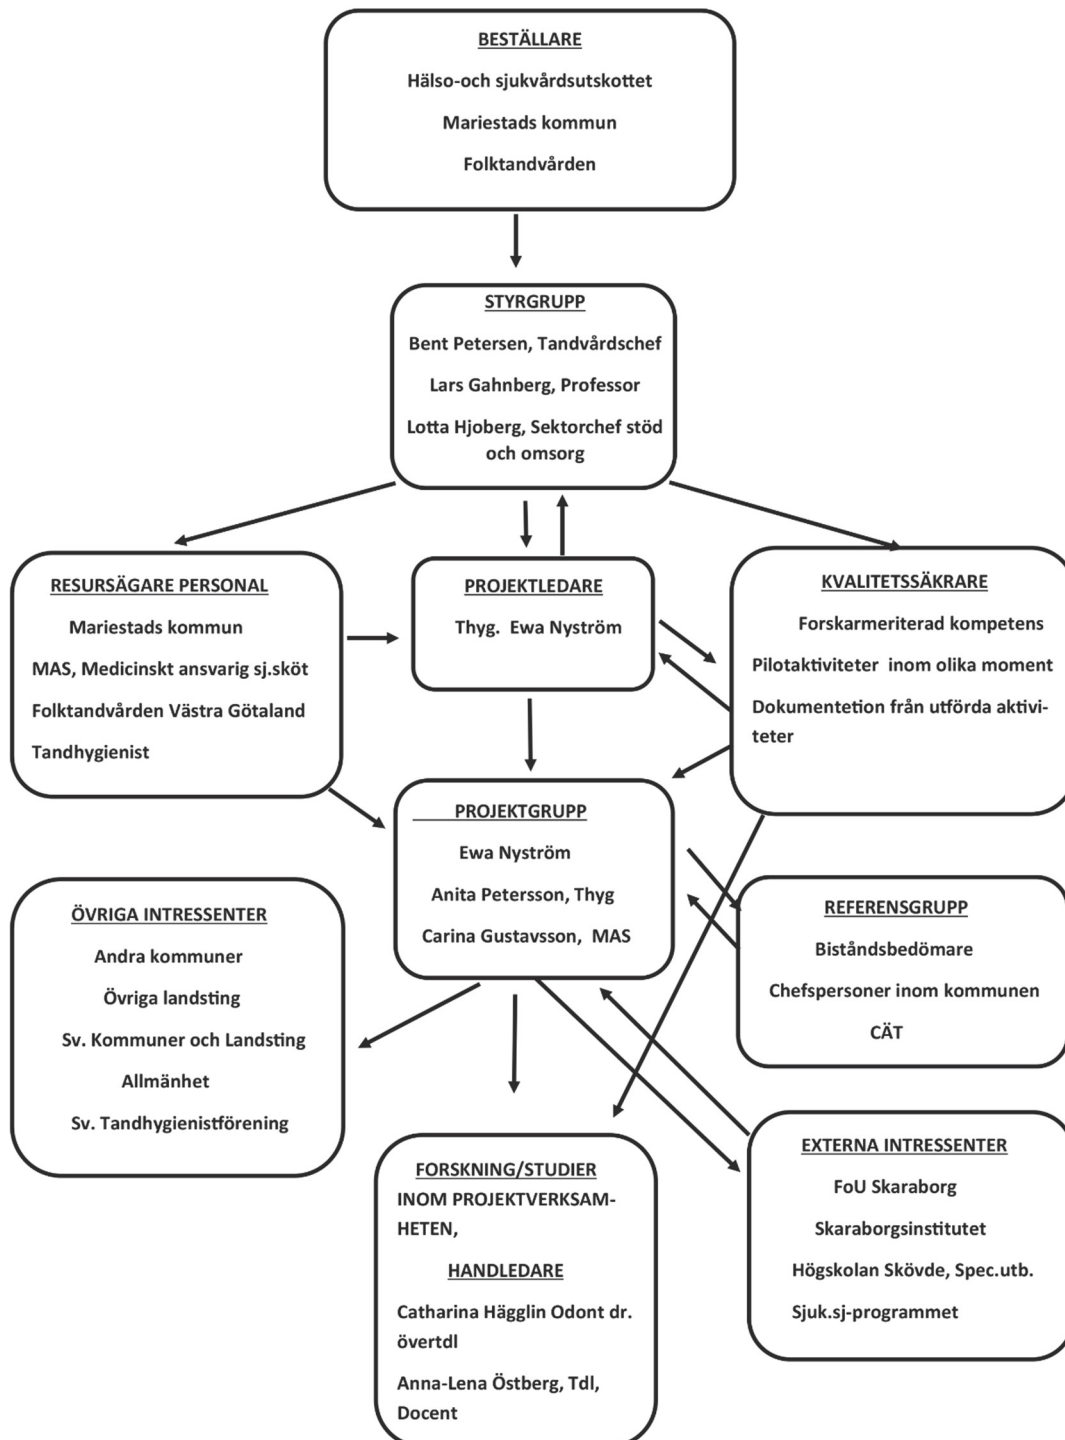 BESTÄLLARE
Hälso-och sjukvårdsutskottet
Mariestads kommun
Folktandvården
STYRGRUPP
Bent Petersen, Tandvårdschef
Lars Gahnberg, Professor
Lotta Hjoberg, Sektorchef stöd
och omsorg
RESURSÄGARE PERSONAL
Mariestads kommun
MAS, Medicinskt ansvarig sj.sköt
Folktandvården Västra Götaland
Tandhygienist
PROJEKTLEDARE
Thyg. Ewa Nyström
KVALITETSSÄKRARE
Forskarmeriterad kompetens
Pilotaktiviteter inom olika moment
Dokumentetion från utförda aktivi-
teter
PROJEKTGRUPP
Ewa Nyström
Anita Petersson, Thyg
Carina Gustavsson, MAS
ÖVRIGA INTRESSENTER
Andra kommuner
Övriga landsting
Sv. Kommuner och Landsting
Allmänhet
Sv. Tandhygienistförening
REFERENSGRUPP
Biståndsbedömare
Chefspersoner inom kommunen
CÄT
FORSKNING/STUDIER
INOM PROJEKTVERKSAM-
HETEN,
HANDLEDARE
Catharina Hägglin Odont dr.
övertdl
Anna-Lena Östberg, Tdl,
Docent
EXTERNA INTRESSENTER
FoU Skaraborg
Skaraborgsinstitutet
Högskolan Skövde, Spec.utb.
Sjuk.sj-programmet